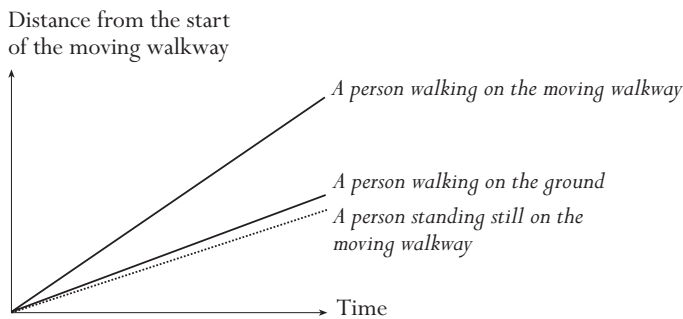 Distance from the start
of the moving walkway
A person walking on the moving walkway
A person walking on the ground
A person standing still on the
moving walkway
Time